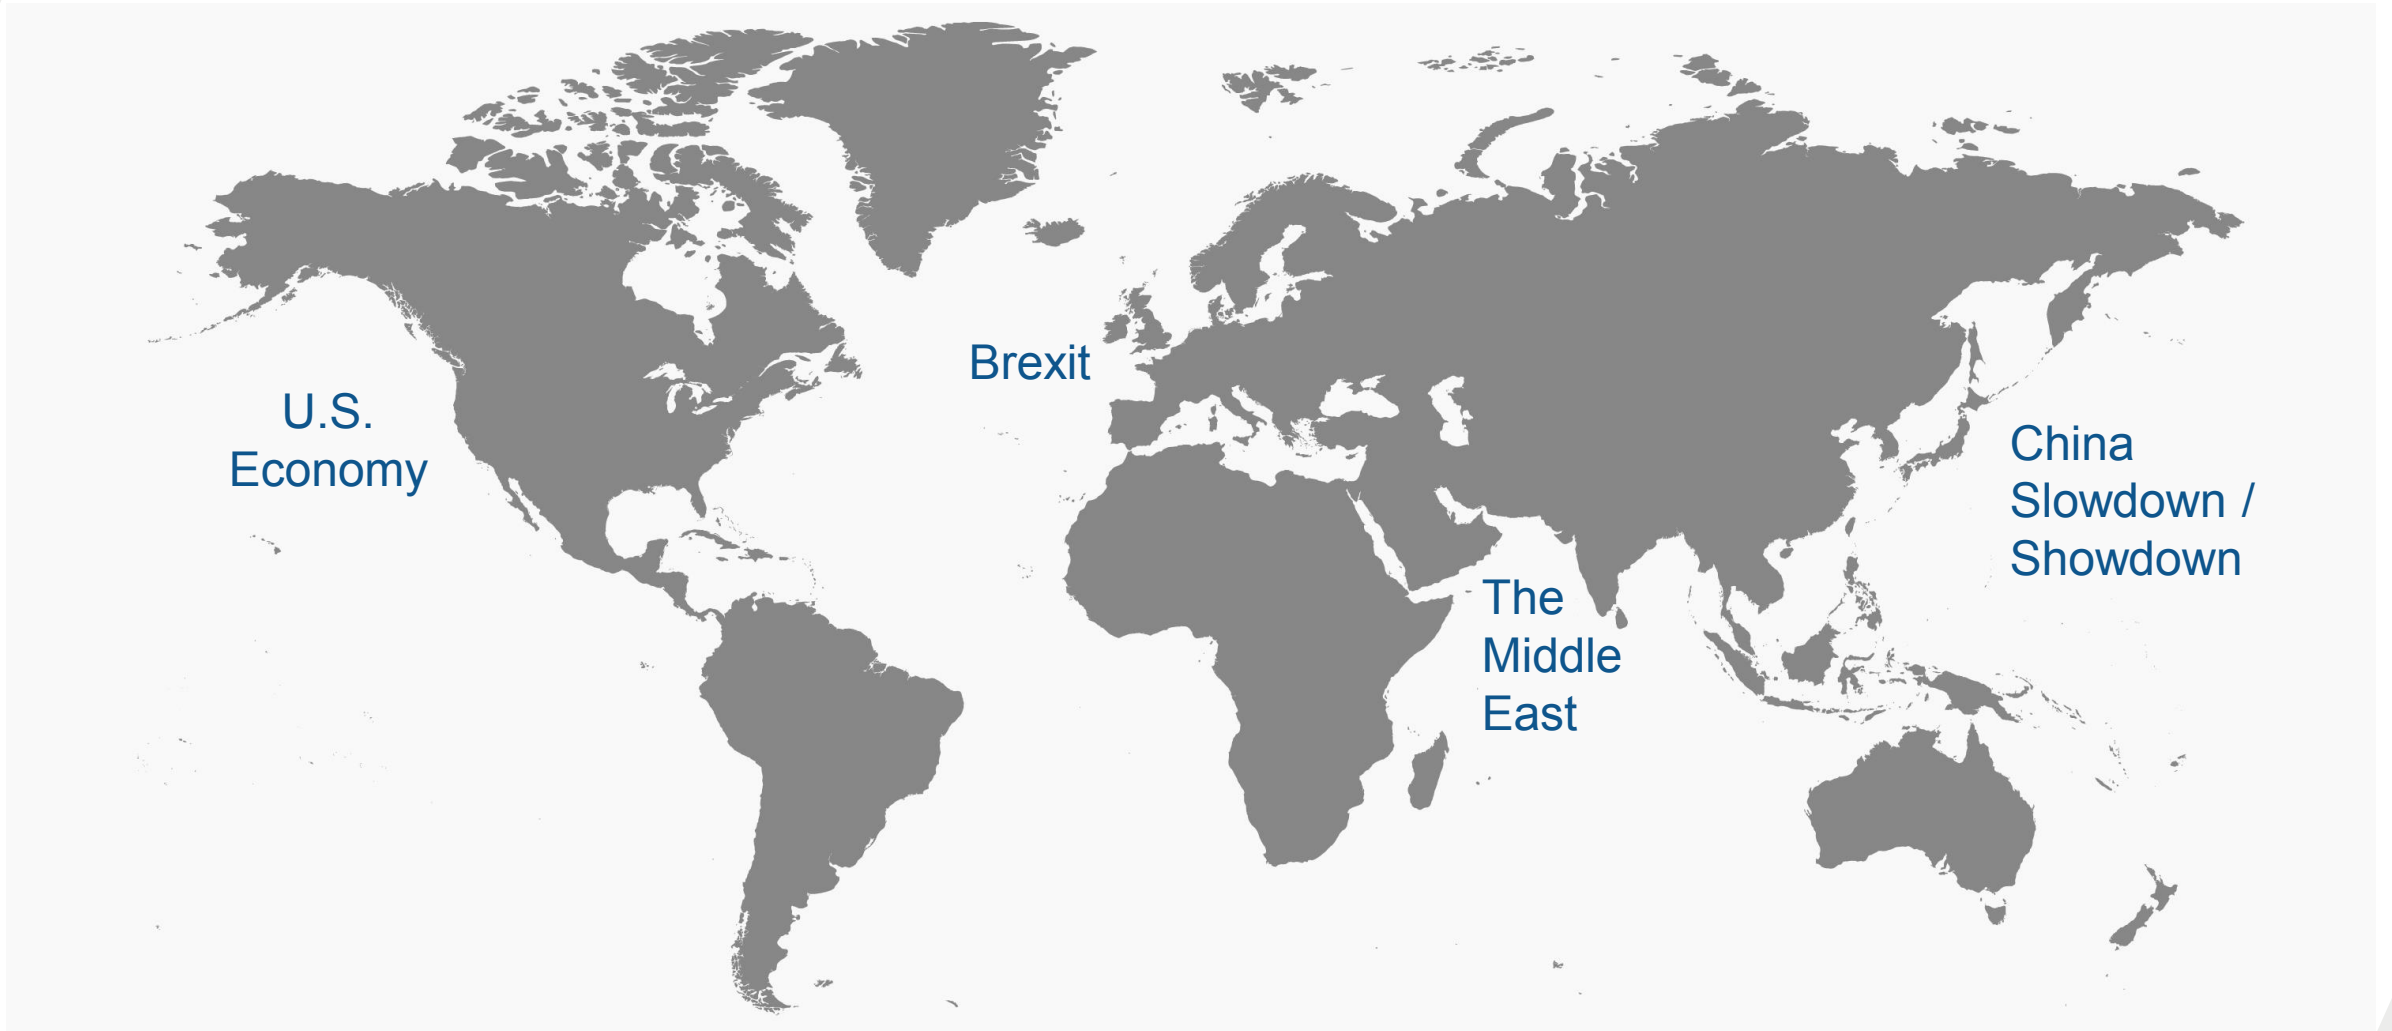 U.S.
Economy
Brexit
China
Slowdown /
Showdown
The
Middle
East